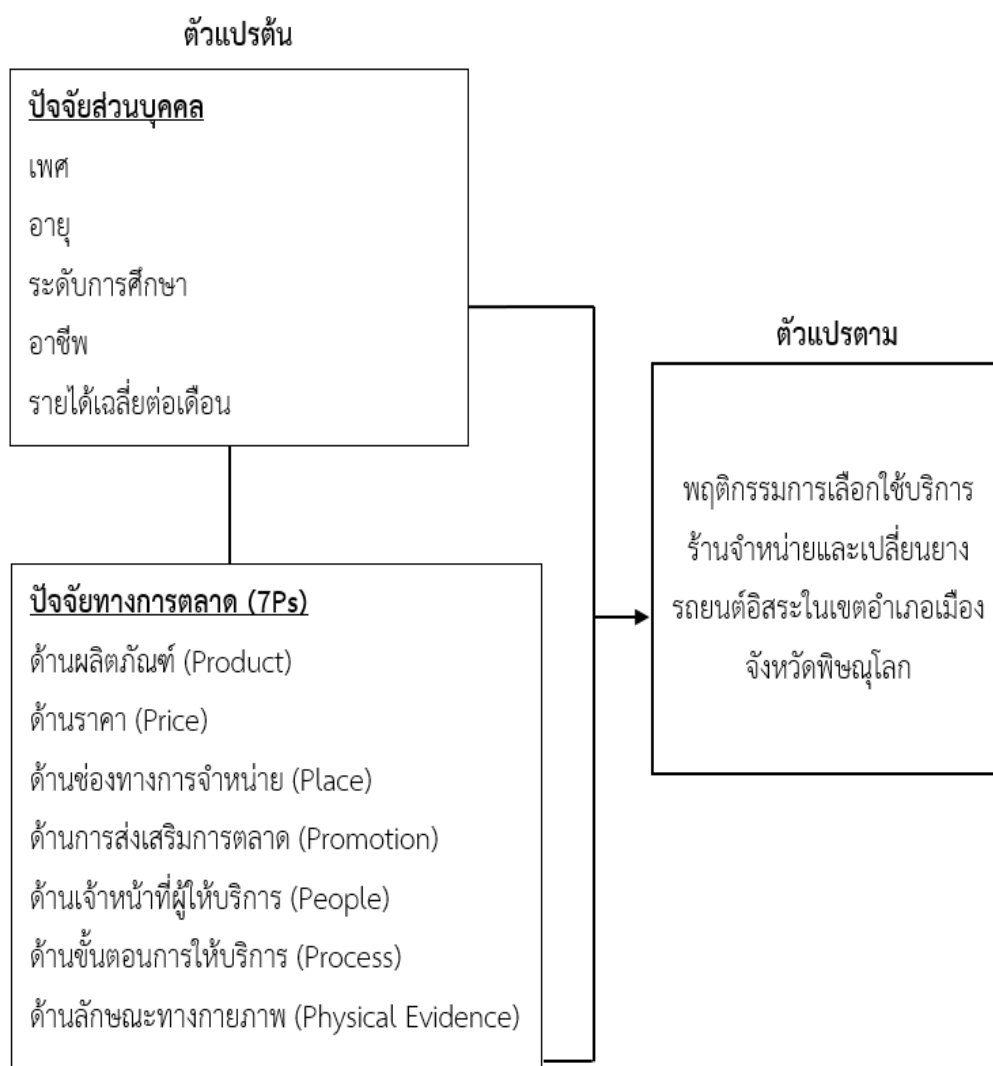 ตัวแปรต้น
ปัจจัยส่วนบุคคล
เพศ
อายุ
ระดับการศึกษา
อาชีพ
รายได้เฉลี่ยต่อเดือน
ปัจจัยทางการตลาด (7Ps)
ด้านผลิตภัณฑ์ (Product)
ด้านราคา (Price)
ด้านช่องทางการจำหน่าย (Place)
ด้านการส่งเสริมการตลาด (Promotion)
ด้านเจ้าหน้าที่ผู้ให้บริการ (People)
ด้านขั้นตอนการให้บริการ (Process)
ด้านลักษณะทางกายภาพ (Physical Evidence)
ตัวแปรตาม
พฤติกรรมการเลือกใช้บริการ
ร้านจำหน่ายและเปลี่ยนยาง
รถยนต์อิสระในเขตอำเภอเมือง
จังหวัดพิษณุโลก